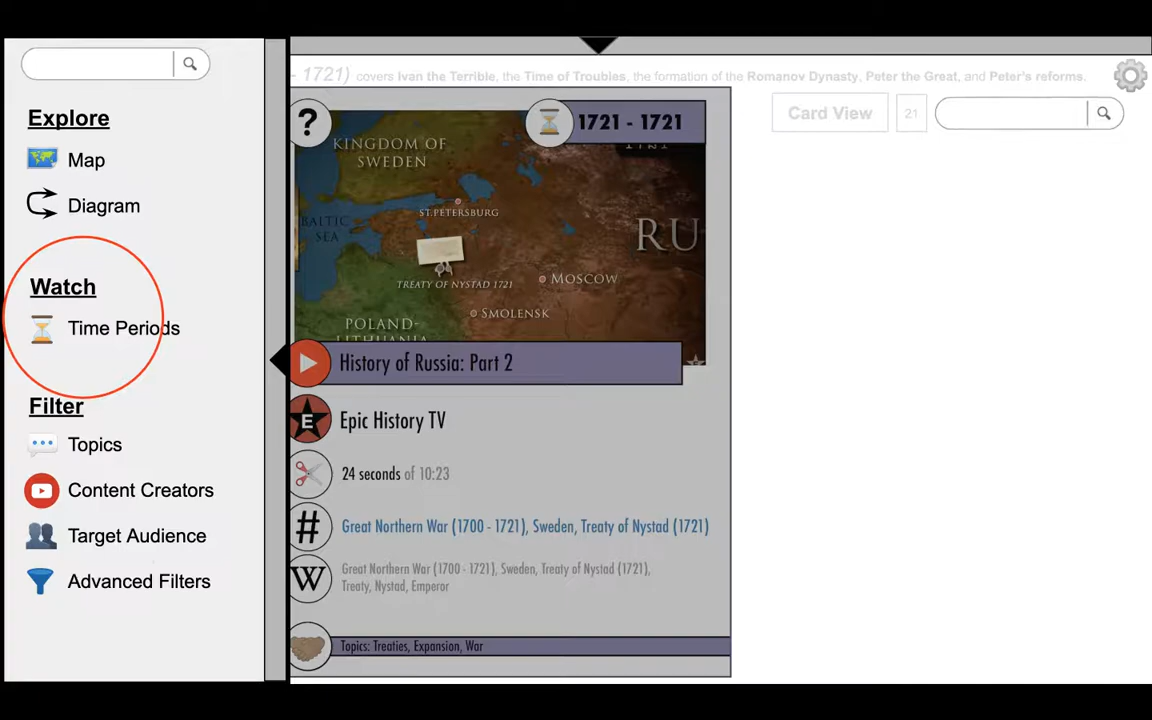 Explore
Map
Diagram
Watch
Time Periods
Filter
Topics
Content Creators
Target Audience
Advanced Filters
- 1721) covers Ivan the Terrible, the Time of Troubles, the formation of the Romanov Dynasty, Peter the Great, and Peter's reforms.
Card View
21
?
1721 - 1721
KINGDOM OF
SWEDEN
ST.PETERSBURG
BALTIC
SEA
RU
TREATY OF NYSTAD 1721
MOSCOW
SMOLENSK
POLAND-
LITHUANIA
History of Russia: Part 2
E
Epic History TV
24 seconds of 10:23
#
Great Northern War (1700 - 1721), Sweden, Treaty of Nystad (1721)
W
Great Northern War (1700 - 1721), Sweden, Treaty of Nystad (1721),
Treaty, Nystad, Emperor
Topics: Treaties, Expansion, War